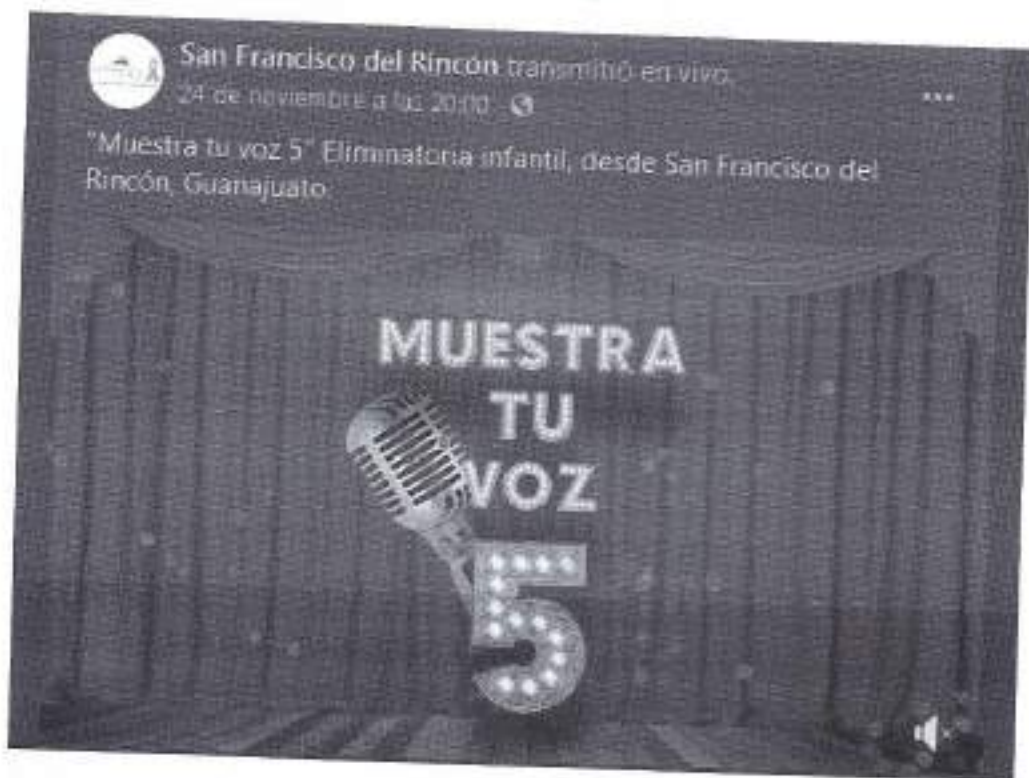 San Francisco del Rincón transmitió en vivo.
24 de noviembre a las 20:00
"Muestra tu voz 5" Eliminatoria infantil, desde San Francisco del
Rincón, Guanajuato.
MUESTRA
TU
VOZ
5